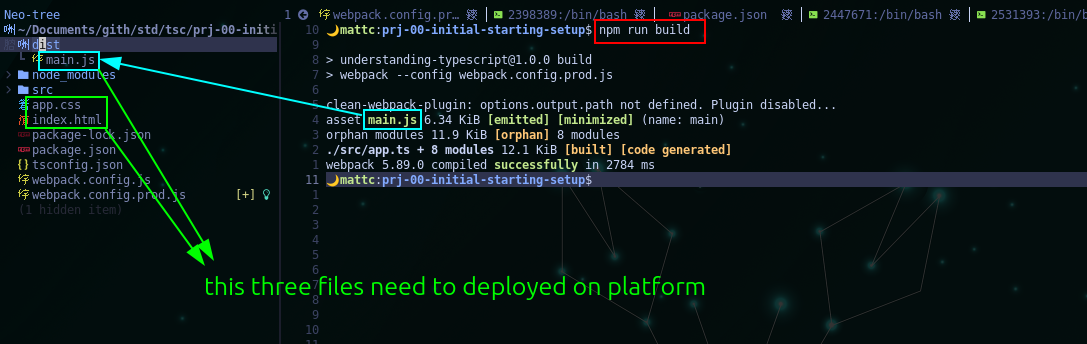 Neo-tree
~/Documents/gith/std/tsc/prj-00-initi
dist
main.js
node_modules
src
app.css
index.html
package-lock.json
package.json
tsconfig.json
webpack.config.js
webpack.config.prod.js [+]
(1 hidden item)
1 webpack.config.pr… 2398389:/bin/bash package.json 2447671:/bin/bash 2531393:/bin/
10 mattc:prj-00-initial-starting-setup$ npm run build
9
8 > understanding-typescript@1.0.0 build
7 > webpack --config webpack.config.prod.js
6
5 clean-webpack-plugin: options.output.path not defined. Plugin disabled...
4 asset main.js 6.34 KiB [emitted] [minimized] (name: main)
3 orphan modules 11.9 KiB [orphan] 8 modules
2 ./src/app.ts + 8 modules 12.1 KiB [built] [code generated]
1 webpack 5.89.0 compiled successfully in 2784 ms
11 mattc:prj-00-initial-starting-setup$
1
2
3
4
5
6
7
8
9
10
11
this three files need to deployed on platform